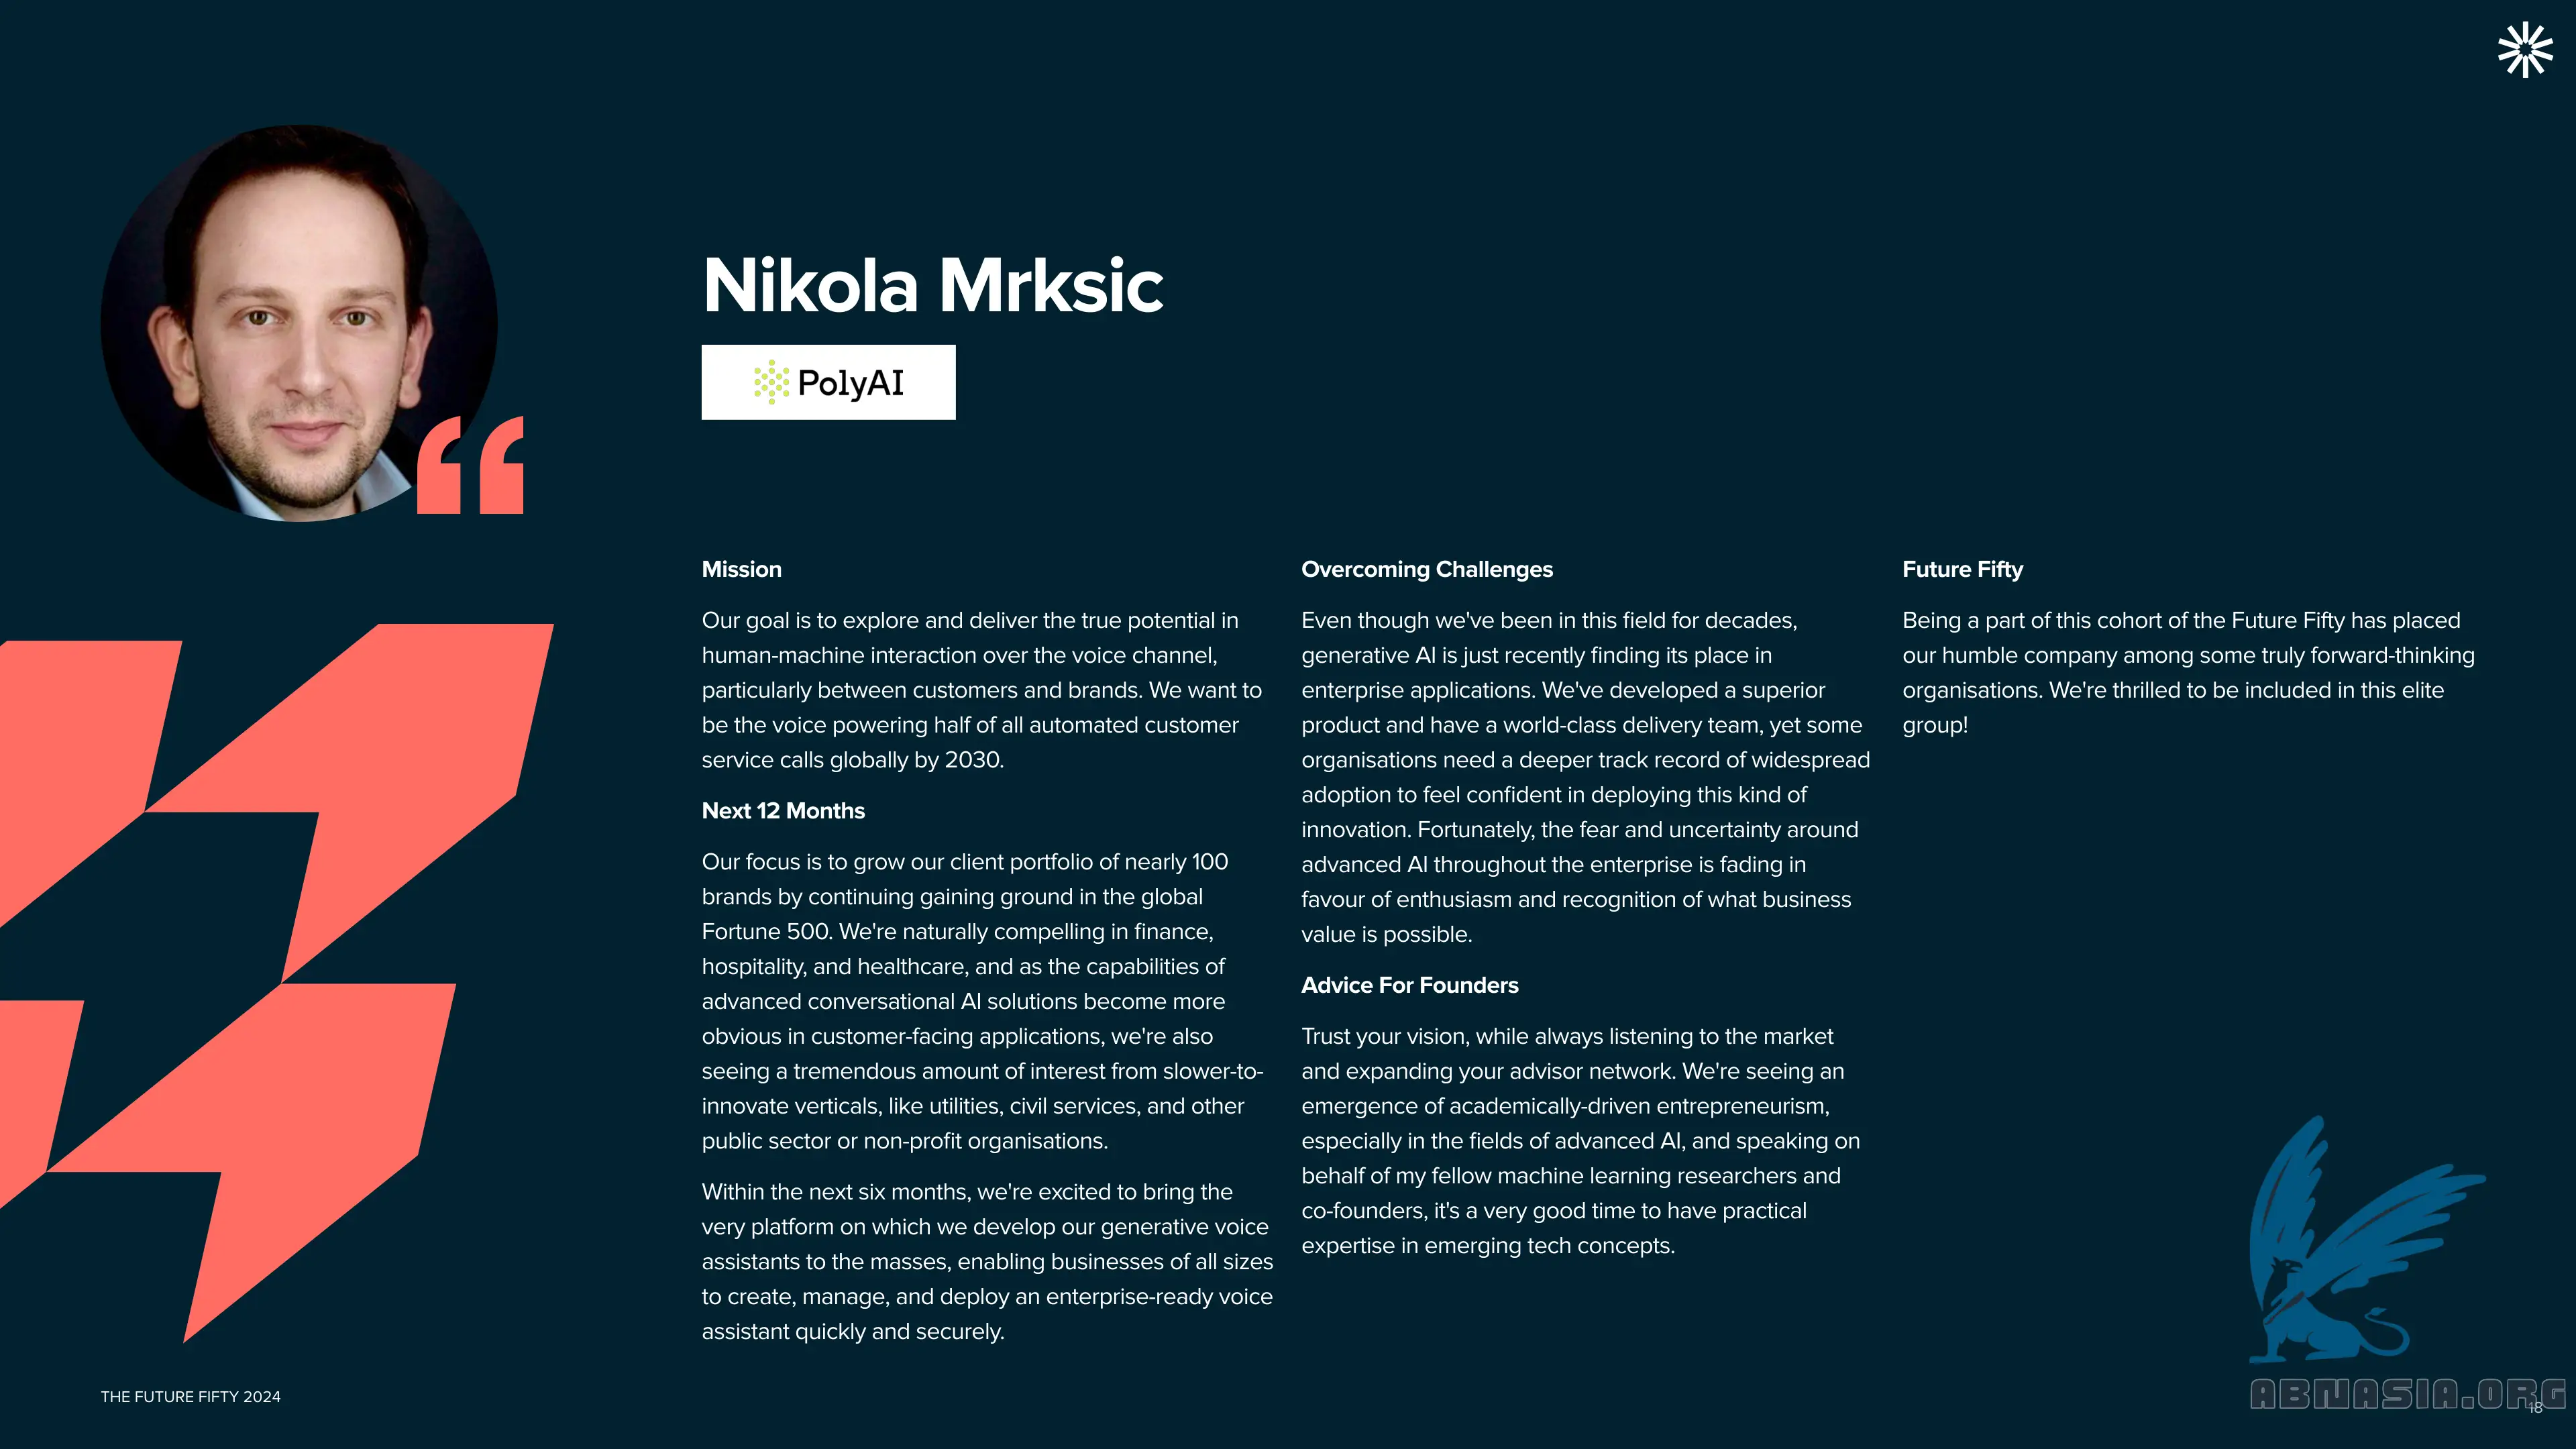 Nikola Mrksic
PolyAI
Mission
Our goal is to explore and deliver the true potential in
human-machine interaction over the voice channel,
particularly between customers and brands. We want to
be the voice powering half of all automated customer
service calls globally by 2030.
Next 12 Months
Our focus is to grow our client portfolio of nearly 100
brands by continuing gaining ground in the global
Fortune 500. We're naturally compelling in finance,
hospitality, and healthcare, and as the capabilities of
advanced conversational AI solutions become more
obvious in customer-facing applications, we're also
seeing a tremendous amount of interest from slower-to-
innovate verticals, like utilities, civil services, and other
public sector or non-profit organisations.
Within the next six months, we're excited to bring the
very platform on which we develop our generative voice
assistants to the masses, enabling businesses of all sizes
to create, manage, and deploy an enterprise-ready voice
assistant quickly and securely.
Overcoming Challenges
Even though we've been in this field for decades,
generative AI is just recently finding its place in
enterprise applications. We've developed a superior
product and have a world-class delivery team, yet some
organisations need a deeper track record of widespread
adoption to feel confident in deploying this kind of
innovation. Fortunately, the fear and uncertainty around
advanced AI throughout the enterprise is fading in
favour of enthusiasm and recognition of what business
value is possible.
Advice For Founders
Trust your vision, while always listening to the market
and expanding your advisor network. We're seeing an
emergence of academically-driven entrepreneurism,
especially in the fields of advanced AI, and speaking on
behalf of my fellow machine learning researchers and
co-founders, it's a very good time to have practical
expertise in emerging tech concepts.
Future Fifty
Being a part of this cohort of the Future Fifty has placed
our humble company among some truly forward-thinking
organisations. We're thrilled to be included in this elite
group!
THE FUTURE FIFTY 2024
ABNASIA.ORG
18